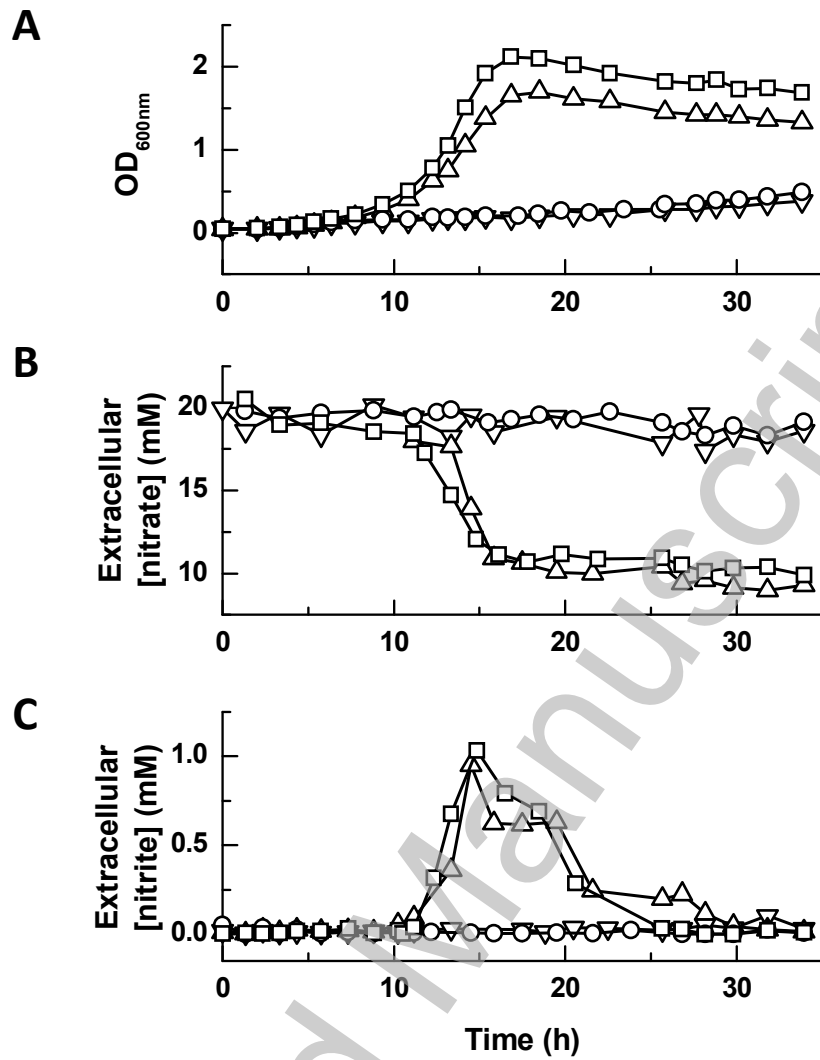 A
OD600nm
2
1
0
0 10 20 30
B
Extracellular
[nitrate] (mM)
20
15
10
0 10 20 30
C
Extracellular
[nitrite] (mM)
1.0
0.5
0.0
0 10 20 30
Time (h)
d Manuscrip